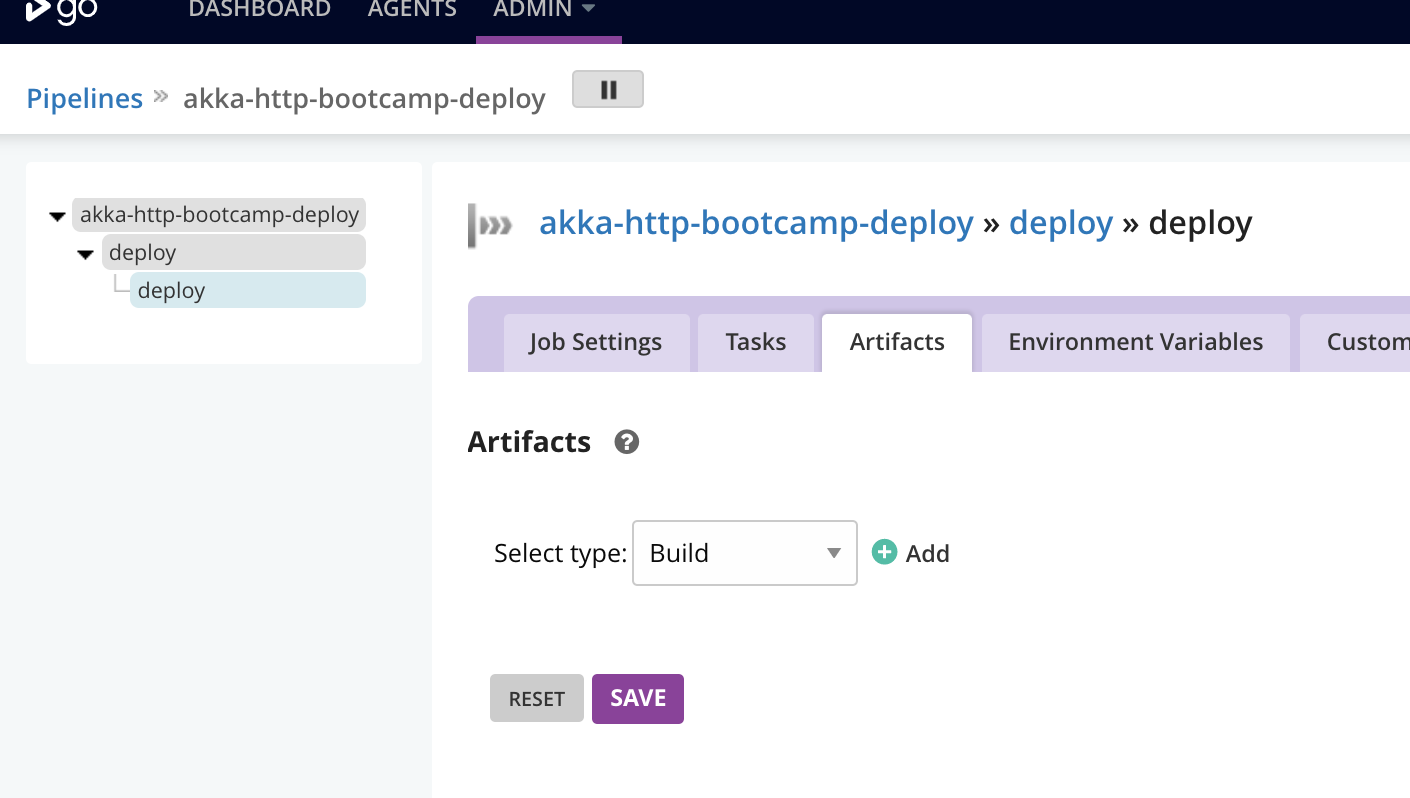 go DASHBOARD AGENTS ADMIN
Pipelines » akka-http-bootcamp-deploy
akka-http-bootcamp-deploy
deploy
deploy
akka-http-bootcamp-deploy » deploy » deploy
Job Settings Tasks Artifacts Environment Variables Custom
Artifacts ?
Select type: Build Add
RESET SAVE